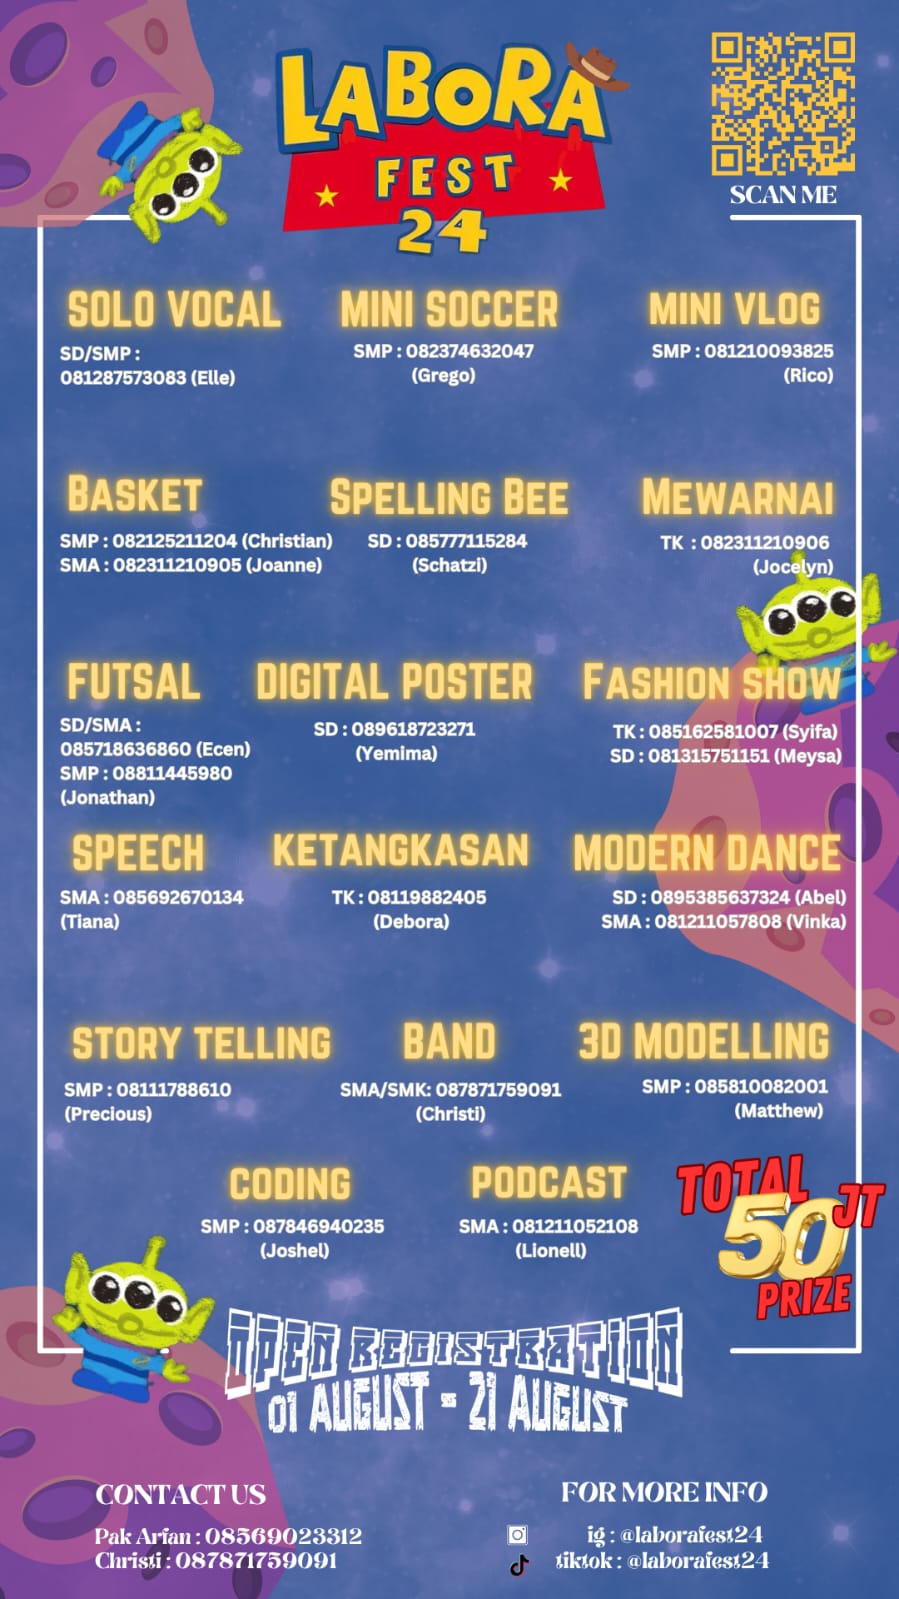 LABORA
FEST
24
SCAN ME
SOLO VOCAL
SD/SMP :
081287573083 (Elle)
MINI SOCCER
SMP : 082374632047
(Grego)
MINI VLOG
SMP : 081210093825
(Rico)
BASKET
SMP : 082125211204 (Christian)
SMA : 082311210905 (Joanne)
SPELLING BEE
SD : 085777115284
(Schatzi)
MEWARNAI
TK : 082311210906
(Jocelyn)
FUTSAL
SD/SMA :
085718636860 (Ecen)
SMP : 08811445980
(Jonathan)
DIGITAL POSTER
SD : 089618723271
(Yemima)
FASHION SHOW
TK : 085162581007 (Syifa)
SD : 081315751151 (Meysa)
SPEECH
SMA : 085692670134
(Tiana)
KETANGKASAN
TK : 08119882405
(Debora)
MODERN DANCE
SD : 0895385637324 (Abel)
SMA : 081211057808 (Vinka)
STORY TELLING
SMP : 08111788610
(Precious)
BAND
SMA/SMK: 087871759091
(Christi)
3D MODELLING
SMP : 085810082001
(Matthew)
CODING
SMP : 087846940235
(Joshel)
PODCAST
SMA : 081211052108
(Lionell)
TOTAL
50 JT
PRIZE
OPEN REGISTRATION
01 AUGUST - 21 AUGUST
CONTACT US
Pak Arfan : 08569023312
Christi : 087871759091
FOR MORE INFO
ig : @laborafest24
tiktok : @laborafest24